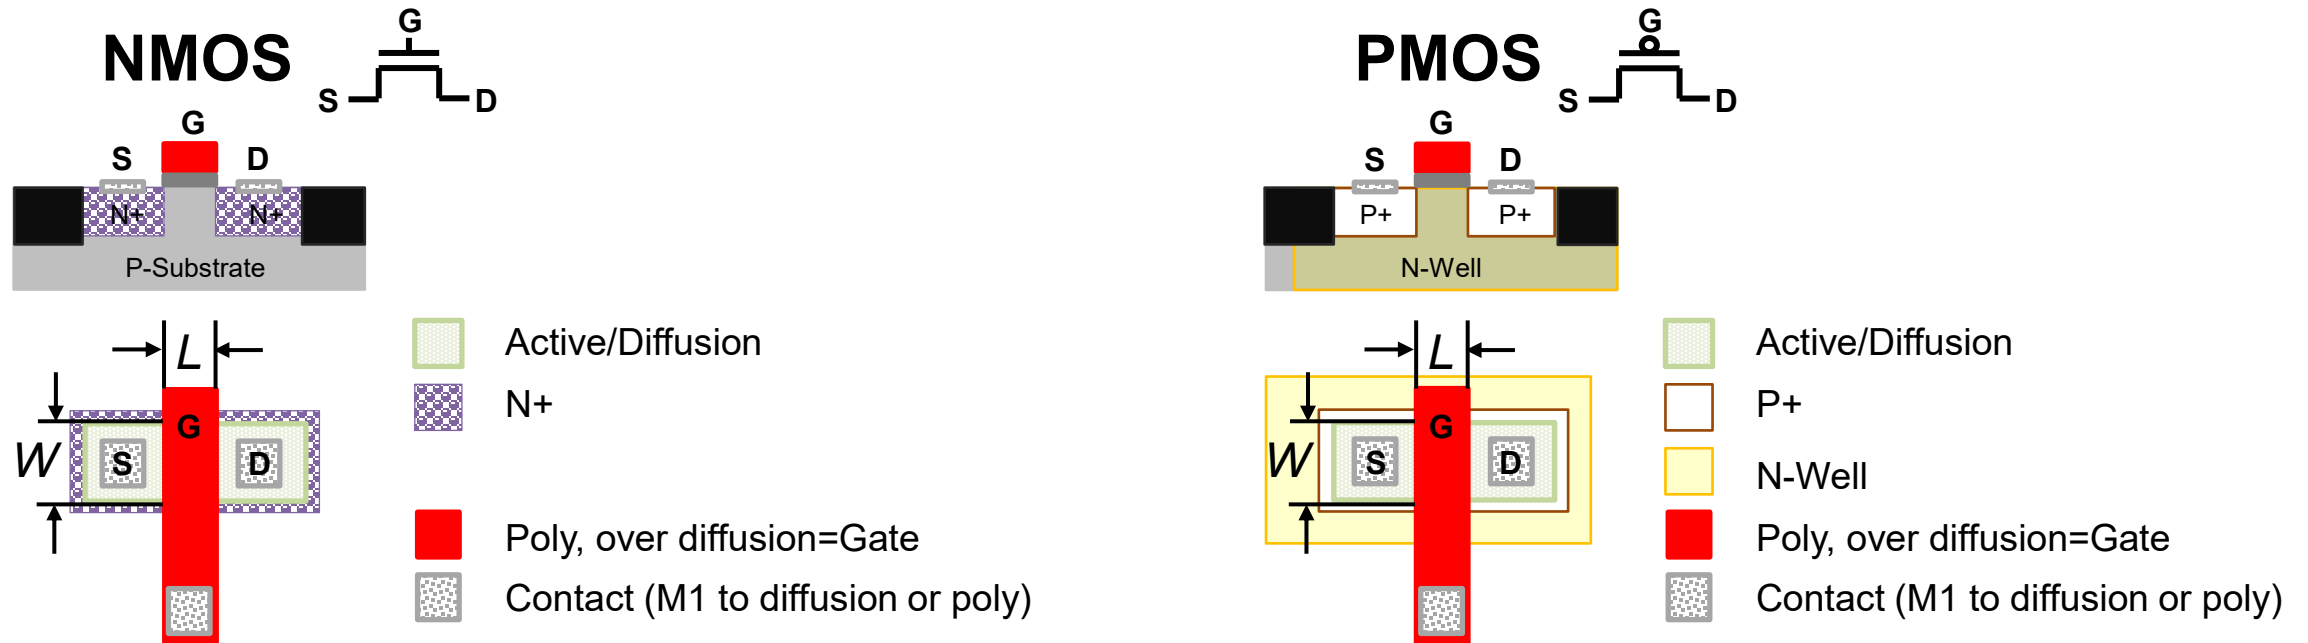 NMOS
G
S
D
G
S
D
N+
N+
P-Substrate
L
W
G
S
D
Active/Diffusion
N+
Poly, over diffusion=Gate
Contact (M1 to diffusion or poly)
PMOS
G
S
D
G
S
D
P+
P+
N-Well
L
W
G
S
D
Active/Diffusion
P+
N-Well
Poly, over diffusion=Gate
Contact (M1 to diffusion or poly)